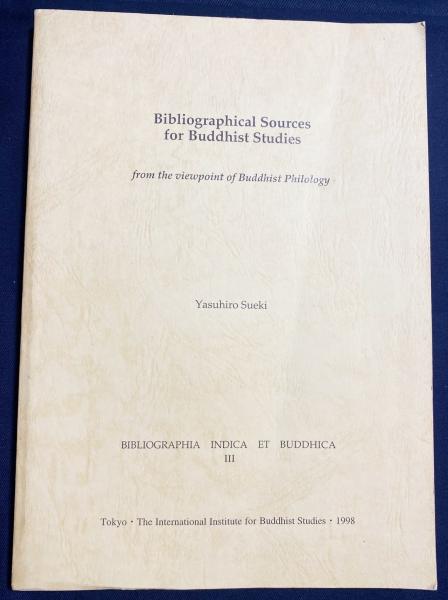 Bibliographical Sources
for Buddhist Studies
from the viewpoint of Buddhist Philology
Yasuhiro Sueki
BIBLIOGRAPHIA INDICA ET BUDDHICA
III
Tokyo・The International Institute for Buddhist Studies・1998